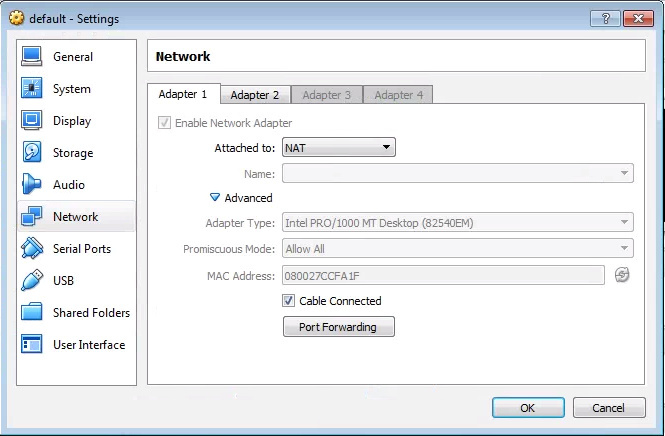 default - Settings
General
System
Display
Storage
Audio
Network
Serial Ports
USB
Shared Folders
User Interface
Network
Adapter 1 Adapter 2 Adapter 3 Adapter 4
Enable Network Adapter
Attached to: NAT
Name:
Advanced
Adapter Type: Intel PRO/1000 MT Desktop (82540EM)
Promiscuous Mode: Allow All
MAC Address: 080027CCFA1F
Cable Connected
Port Forwarding
OK Cancel